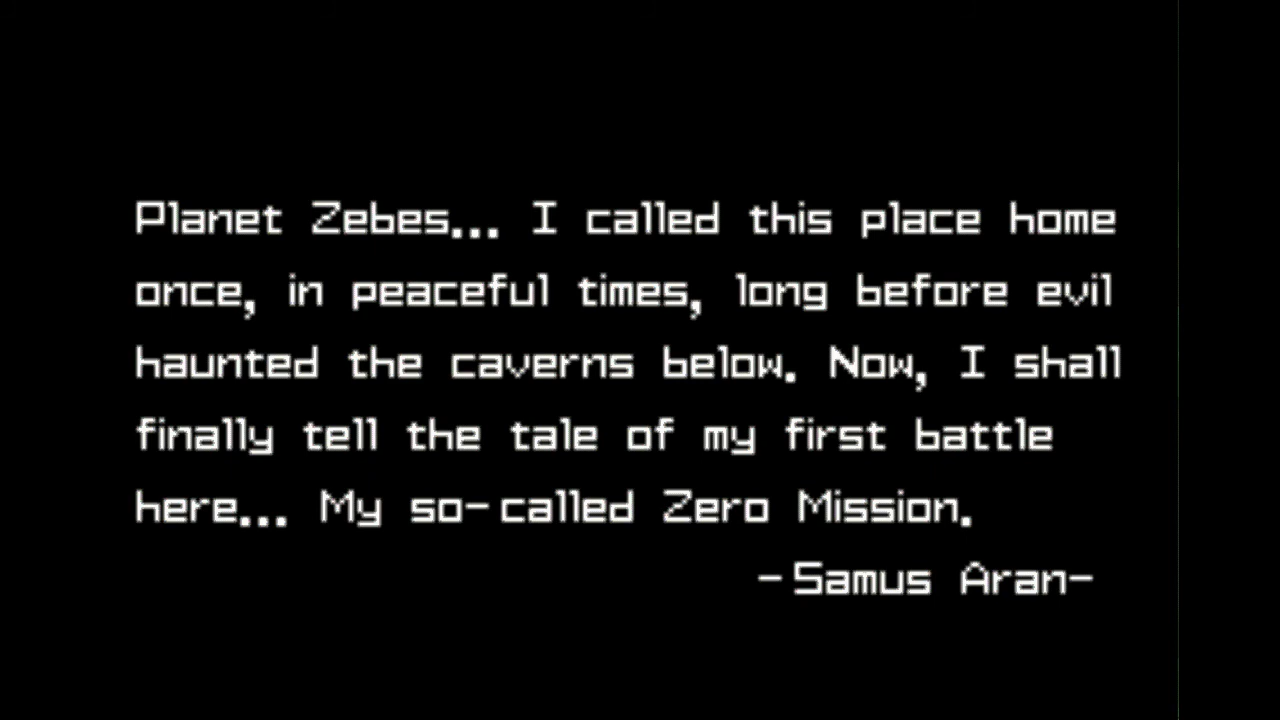 Planet Zebes... I called this place home
once, in peaceful times, long before evil
haunted the caverns below. Now, I shall
finally tell the tale of my first battle
here... My so-called Zero Mission.
-Samus Aran-